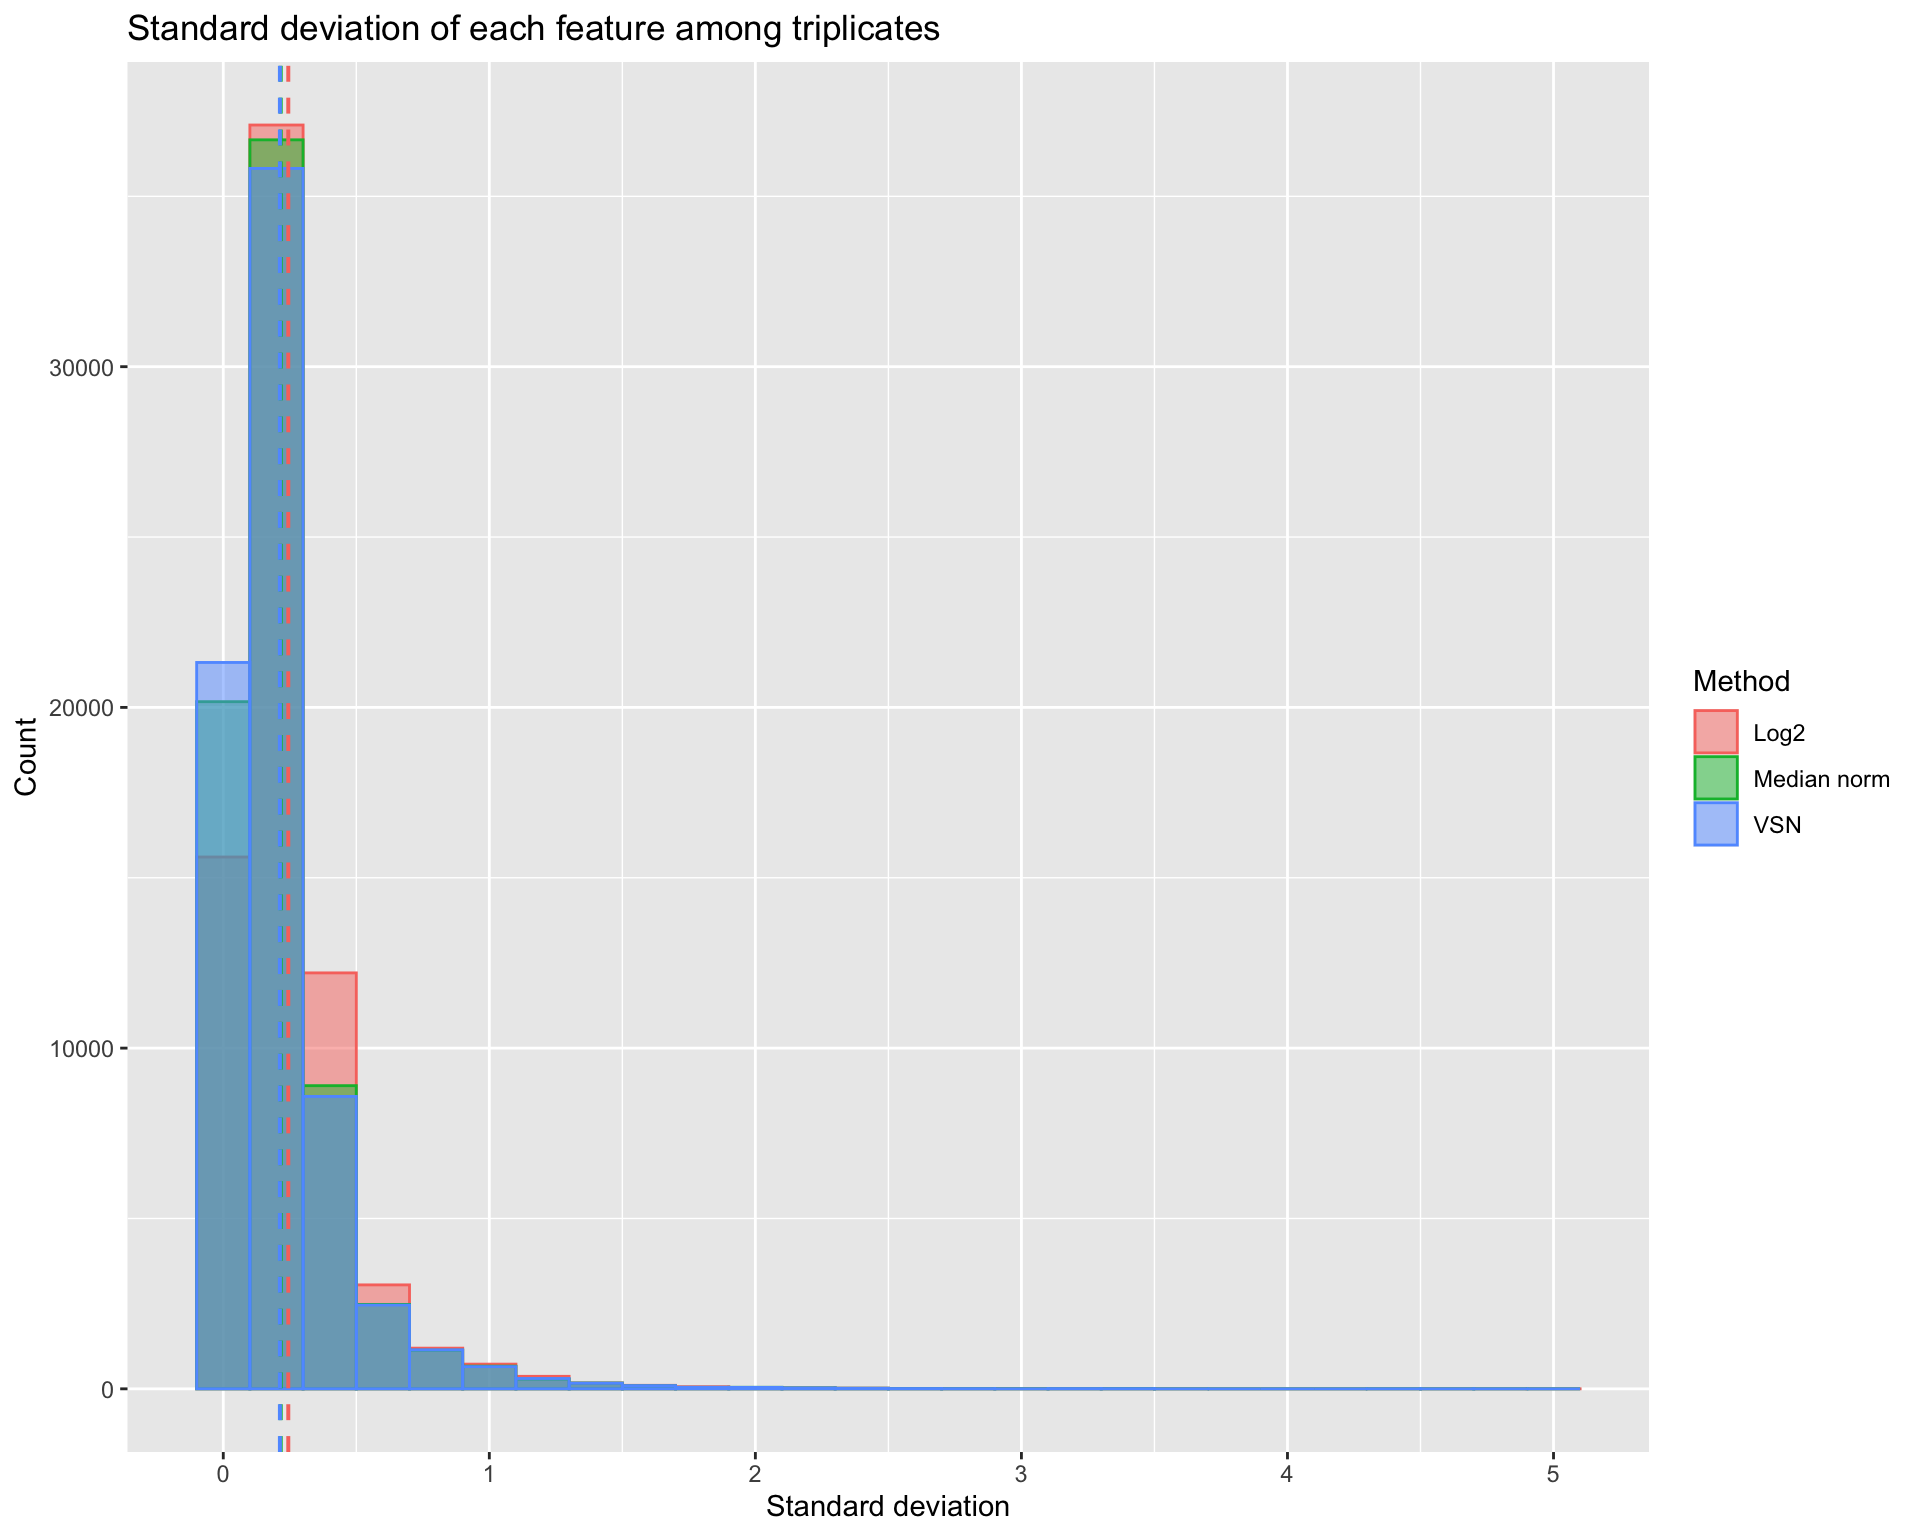 Standard deviation of each feature among triplicates
Count
30000
20000
10000
0
0 1 2 3 4 5
Standard deviation
Method
Log2
Median norm
VSN